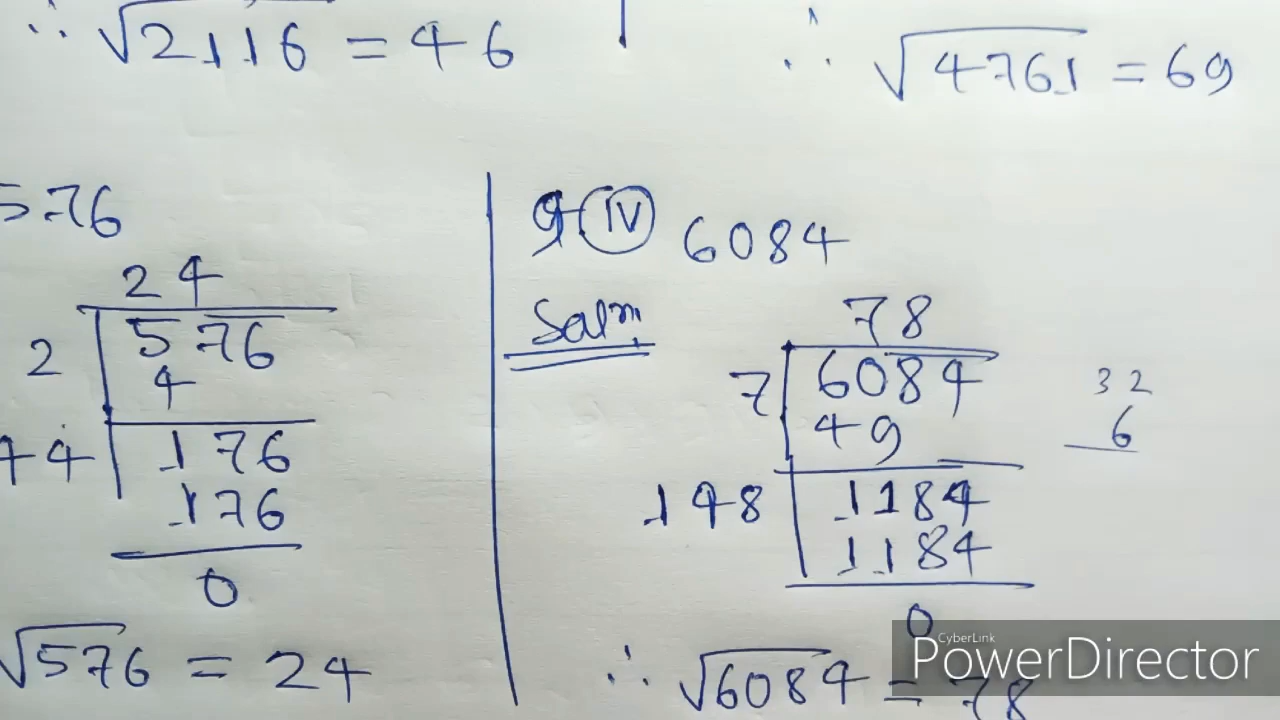 ∴ √2116 = 46
∴ √4761 = 69
576
24
2 576
4
44 176
176
0
√576 = 24
9 (IV) 6084
Soln.
78
7 6084
49
148 1184
1184
0
∴ √6084 = 78
32
6
CyberLink
PowerDirector